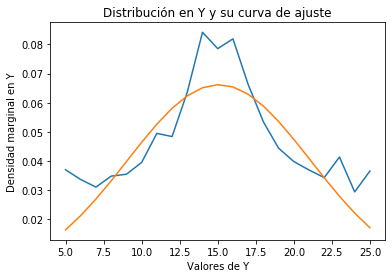 Distribución en Y y su curva de ajuste
Densidad marginal en Y
0.08
0.07
0.06
0.05
0.04
0.03
0.02
5.0 7.5 10.0 12.5 15.0 17.5 20.0 22.5 25.0
Valores de Y